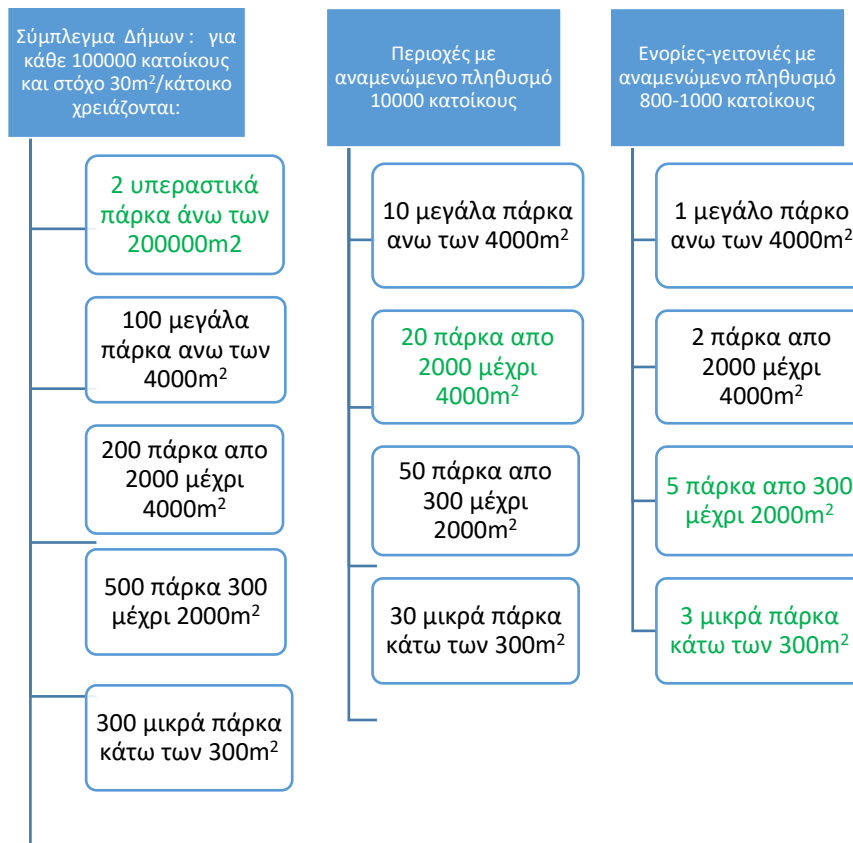 Σύμπλεγμα Δήμων : για
κάθε 100000 κατοίκους
και στόχο 30m²/κάτοικο
χρειάζονται:
2 υπεραστικά
πάρκα άνω των
200000m2
100 μεγάλα
πάρκα ανω των
4000m²
200 πάρκα απο
2000 μέχρι
4000m²
500 πάρκα 300
μέχρι 2000m²
300 μικρά πάρκα
κάτω των 300m²
Περιοχές με
αναμενώμενο πληθυσμό
10000 κατοίκους
10 μεγάλα πάρκα
ανω των 4000m²
20 πάρκα απο
2000 μέχρι
4000m²
50 πάρκα απο
300 μέχρι
2000m²
30 μικρά πάρκα
κάτω των 300m²
Ενορίες-γειτονιές με
αναμενώμενο πληθυσμό
800-1000 κατοίκους
1 μεγάλο πάρκο
ανω των 4000m²
2 πάρκα απο
2000 μέχρι
4000m²
5 πάρκα απο 300
μέχρι 2000m²
3 μικρά πάρκα
κάτω των 300m²